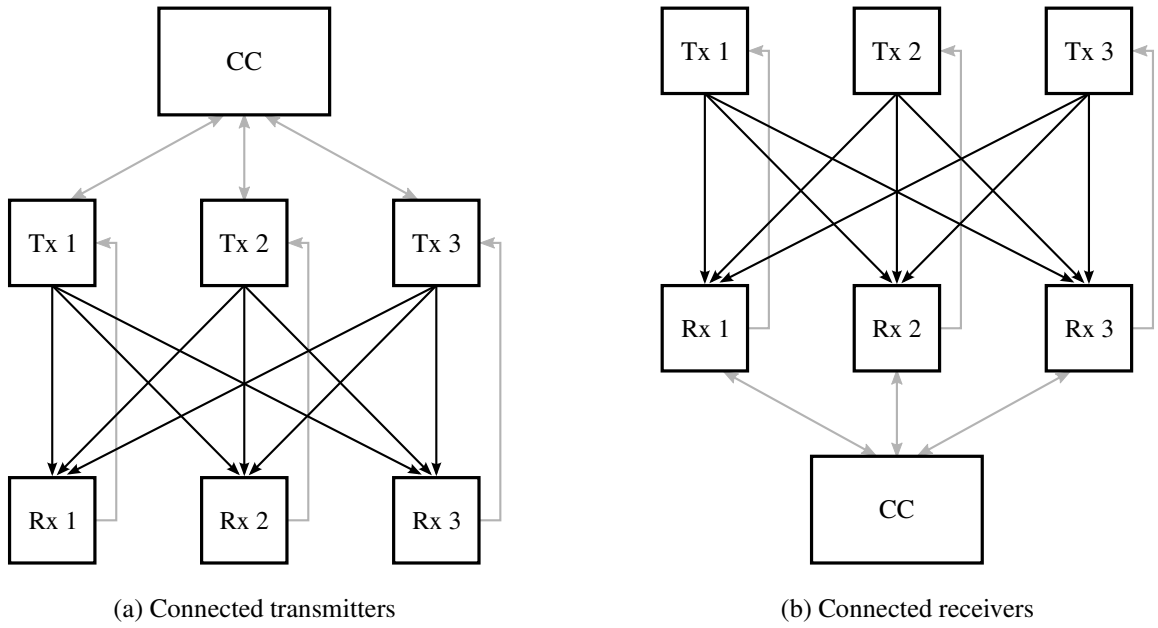 CC
Tx 1
Tx 2
Tx 3
Rx 1
Rx 2
Rx 3
(a) Connected transmitters
Tx 1
Tx 2
Tx 3
Rx 1
Rx 2
Rx 3
CC
(b) Connected receivers